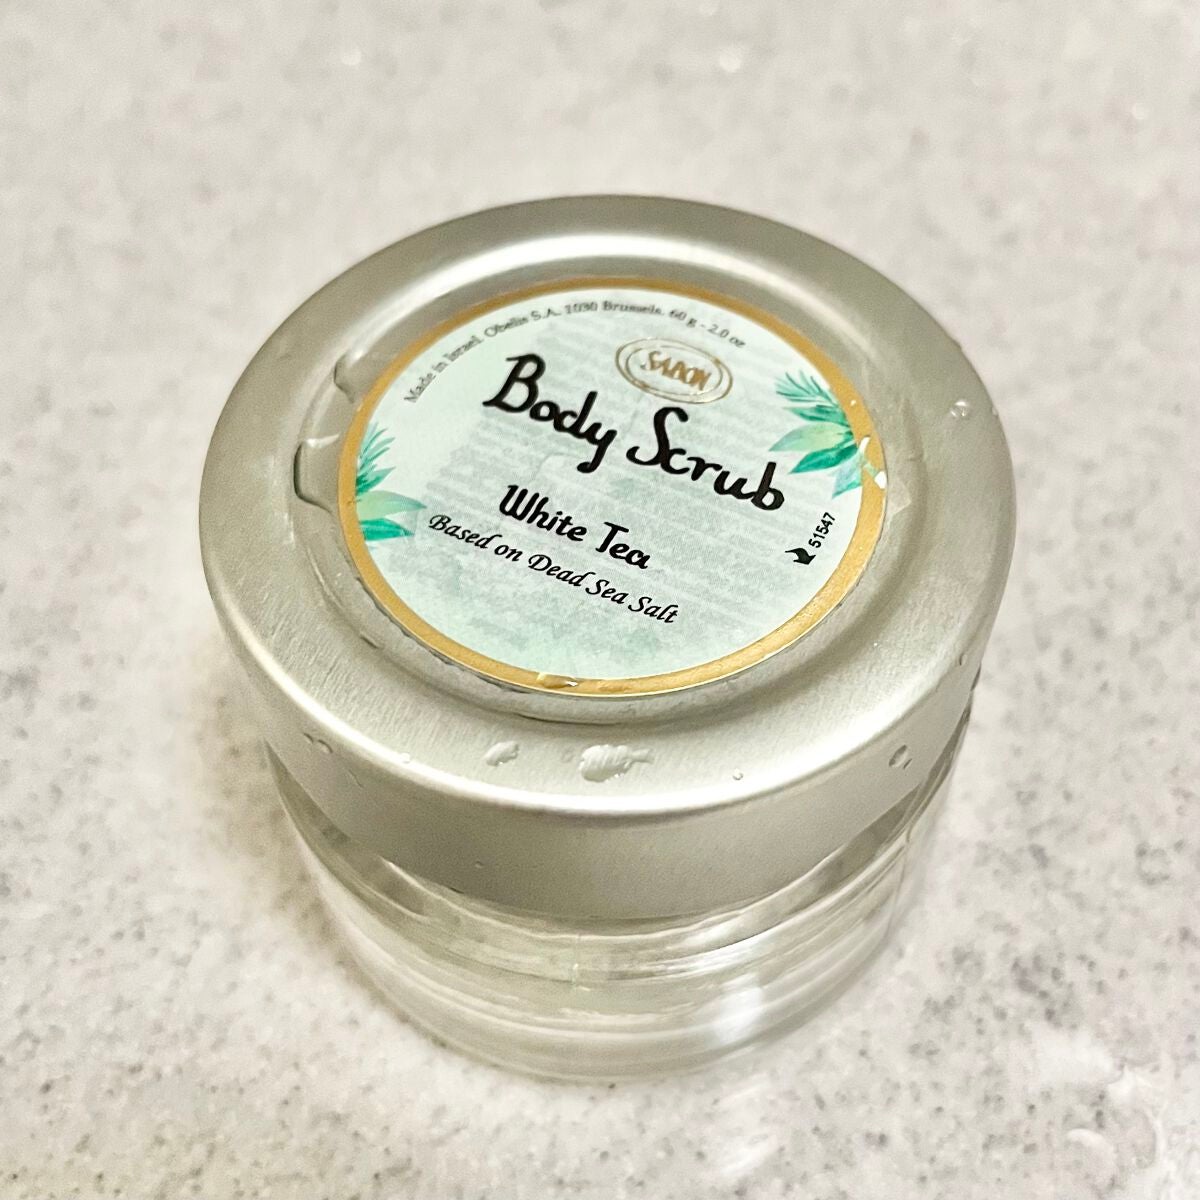 Made in Israel. Obelis S.A. 1030 Brussels. 60 g - 2.0 oz
SABON
Body Scrub
White Tea
Based on Dead Sea Salt
51547